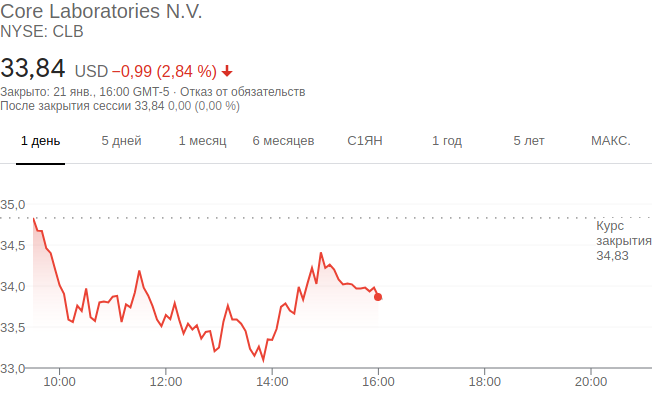 Core Laboratories N.V.
NYSE: CLB
33,84 USD −0,99 (2,84 %)
Закрыто: 21 янв., 16:00 GMT-5 · Отказ от обязательств
После закрытия сессии 33,84 0,00 (0,00 %)
1 день 5 дней 1 месяц 6 месяцев С1ЯН 1 год 5 лет МАКС.
35,0
Курс
закрытия
34,83
34,5
34,0
33,5
33,0
10:00 12:00 14:00 16:00 18:00 20:00